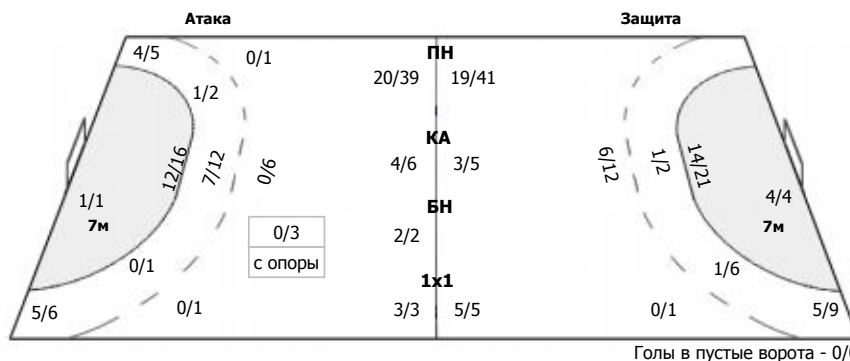 Атака Защита
4/5 0/1 ПН
20/39 19/41
1/2
КА
12/16 7/12 0/6 4/6 3/5 6/12 1/2 14/21
1/1 4/4
7м 7м
БН
0/3 2/2
с опоры
0/1 1/6
1х1
5/6 0/1 3/3 5/5 0/1 5/9
Голы в пустые ворота - 0/